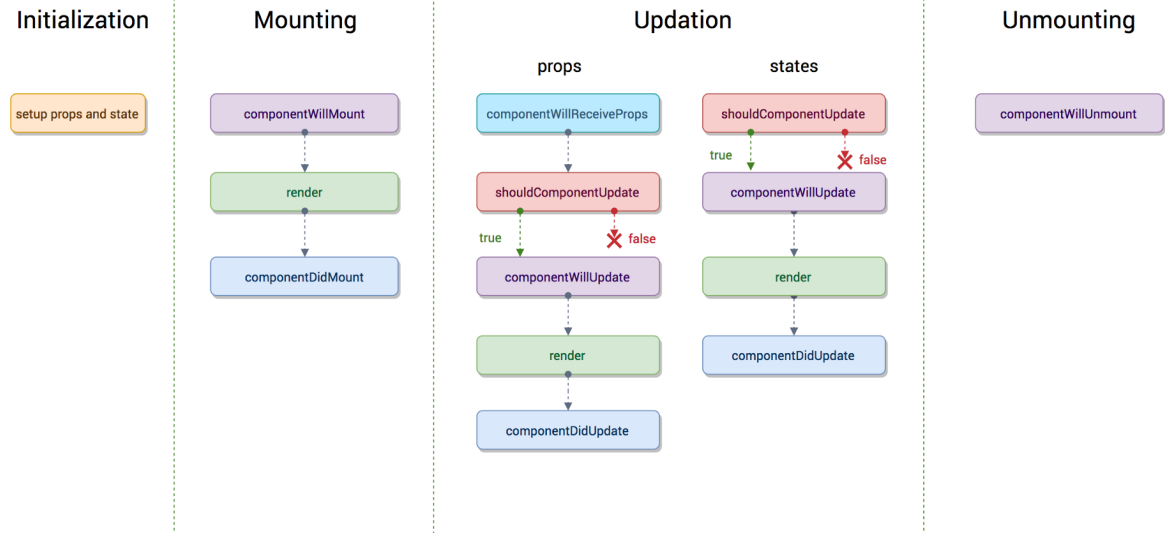 Initialization
Mounting
Updation
Unmounting
props
states
setup props and state
componentWillMount
render
componentDidMount
componentWillReceiveProps
shouldComponentUpdate
true
false
componentWillUpdate
render
componentDidUpdate
shouldComponentUpdate
true
false
componentWillUpdate
render
componentDidUpdate
componentWillUnmount